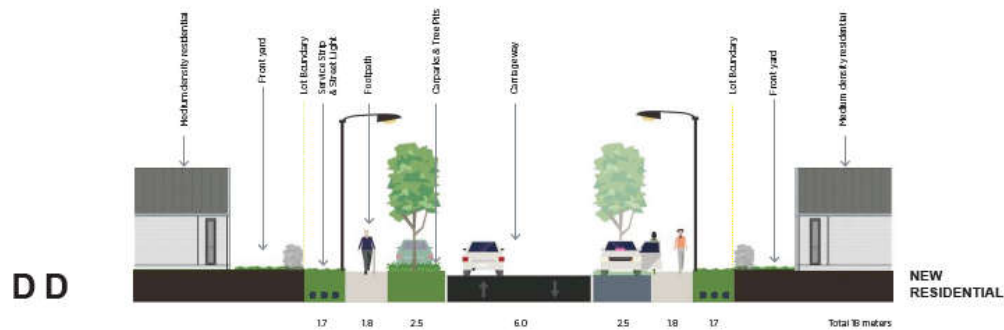 Medium density residential
Front yard
Lot Boundary
Service Strip
& Street Light
Footpath
Carparks & Tree Pits
Carriageway
Lot Boundary
Front yard
Medium density residential
DD
NEW
RESIDENTIAL
1.7
1.8
2.5
6.0
2.5
1.8
1.7
Total 18 meters